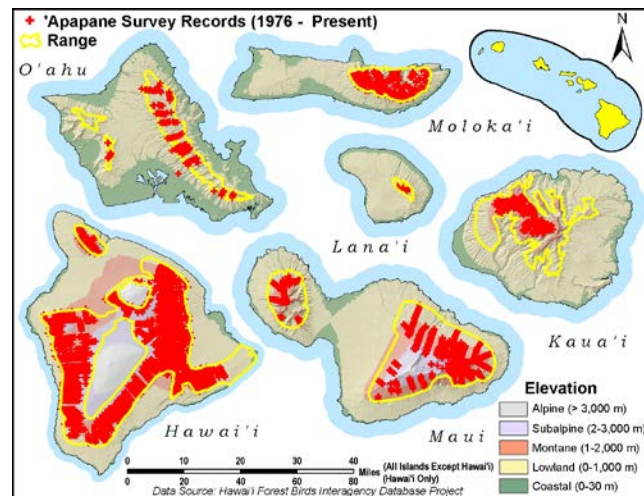 'Apapane Survey Records (1976 - Present)
Range
N
O'ahu
Moloka'i
Lana'i
Kaua'i
Hawai'i
Maui
Elevation
Alpine (> 3,000 m)
Subalpine (2-3,000 m)
Montane (1-2,000 m)
Lowland (0-1,000 m)
Coastal (0-30 m)
0 5 10 20 30 40
Miles (All Islands Except Hawai'i)
0 10 20 40 60 80 (Hawai'i Only)
Data Source: Hawai'i Forest Birds Interagency Database Project